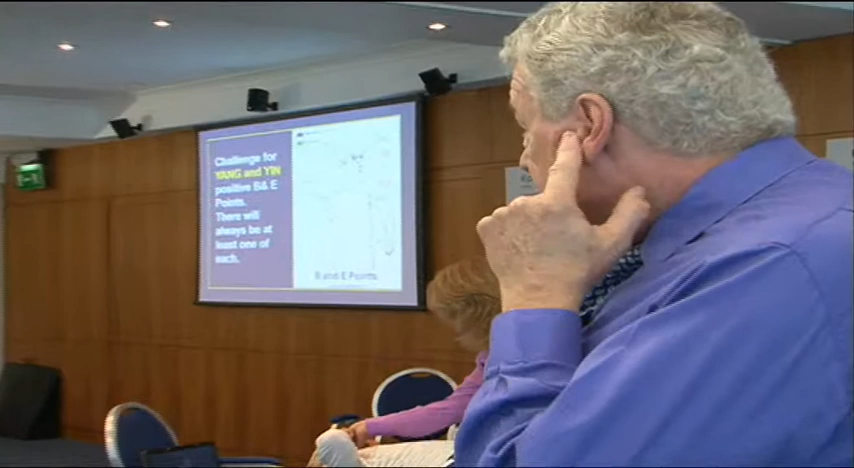 Challenge for
YANG and YIN
positive B& E
Points.
There will
always be at
least one of
each.
B and E Points